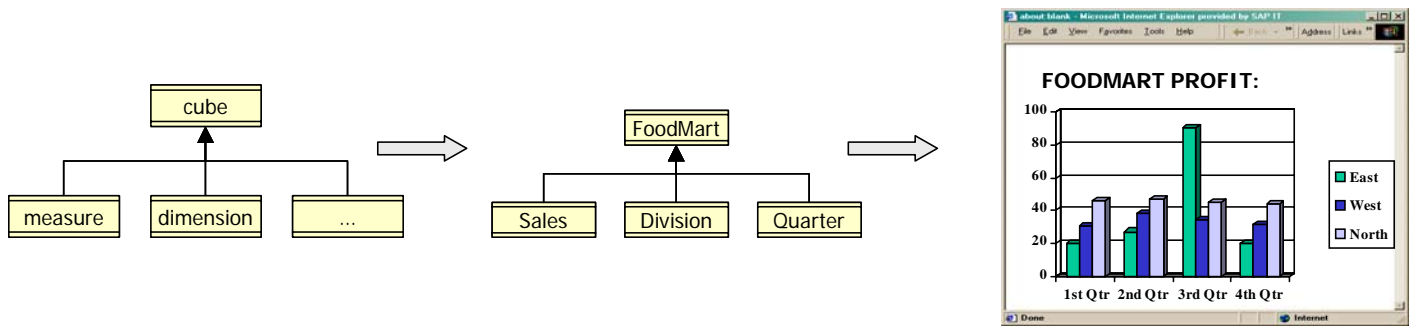 cube
measure
dimension
...
FoodMart
Sales
Division
Quarter
about:blank - Microsoft Internet Explorer provided by SAP IT
File Edit View Favorites Tools Help Back » Address Links »
FOODMART PROFIT:
100
80
60
40
20
0
1st Qtr 2nd Qtr 3rd Qtr 4th Qtr
East
West
North
Done
Internet